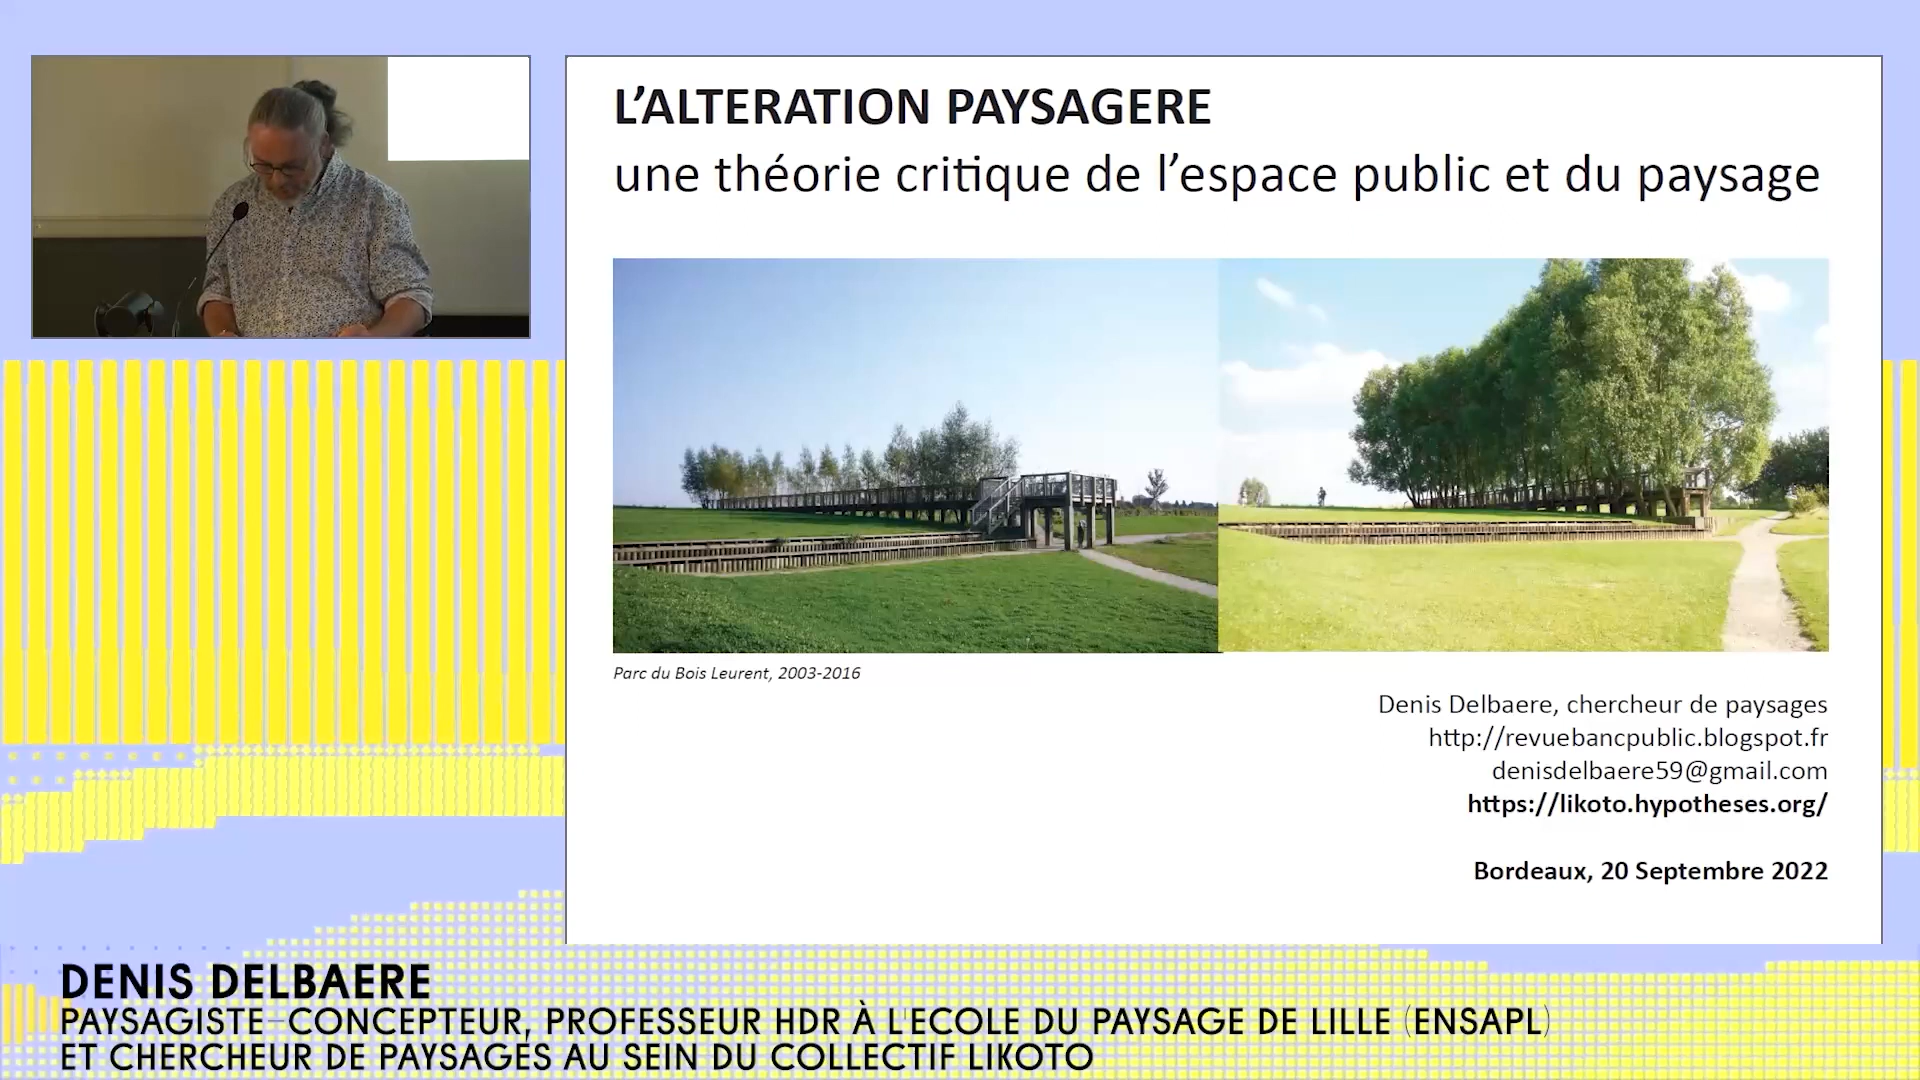 L’ALTERATION PAYSAGERE
une théorie critique de l’espace public et du paysage
Parc du Bois Leurent, 2003-2016
Denis Delbaere, chercheur de paysages
http://revuebancpublic.blogspot.fr
denisdelbaere59@gmail.com
https://likoto.hypotheses.org/
Bordeaux, 20 Septembre 2022
DENIS DELBAERE
PAYSAGISTE-CONCEPTEUR, PROFESSEUR HDR À L'ECOLE DU PAYSAGE DE LILLE (ENSAPL)
ET CHERCHEUR DE PAYSAGES AU SEIN DU COLLECTIF LIKOTO